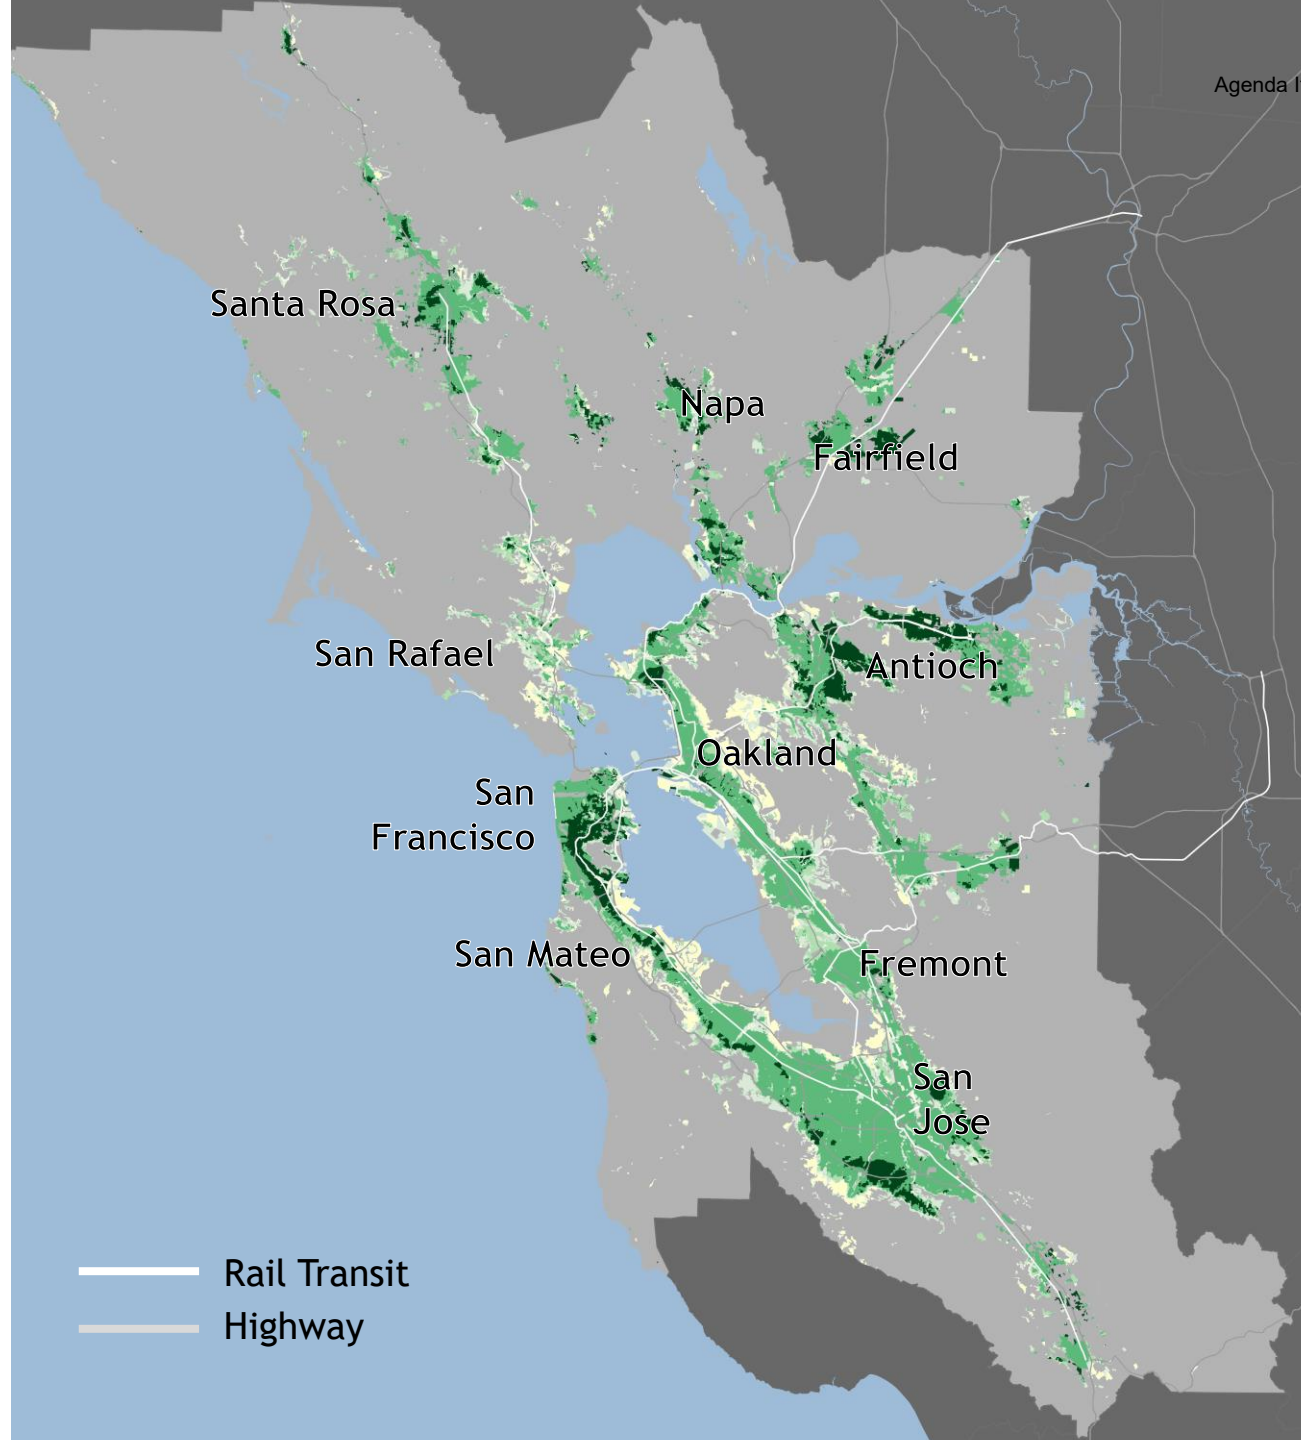 Agenda I
Santa Rosa
Napa
Fairfield
San Rafael
Antioch
Oakland
San
Francisco
San Mateo
Fremont
San
Jose
Rail Transit
Highway